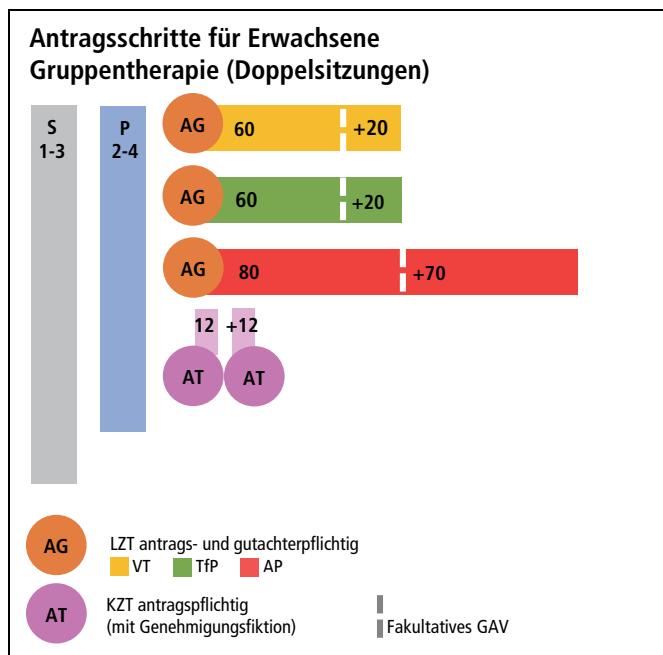 Antragsschritte für Erwachsene
Gruppentherapie (Doppelsitzungen)
S
1-3
P
2-4
AG
60
+20
AG
60
+20
AG
80
+70
12
+12
AT
AT
AG
LZT antrags- und gutachterpflichtig
VT
TfP
AP
AT
KZT antragspflichtig
(mit Genehmigungsfiktion)
Fakultatives GAV